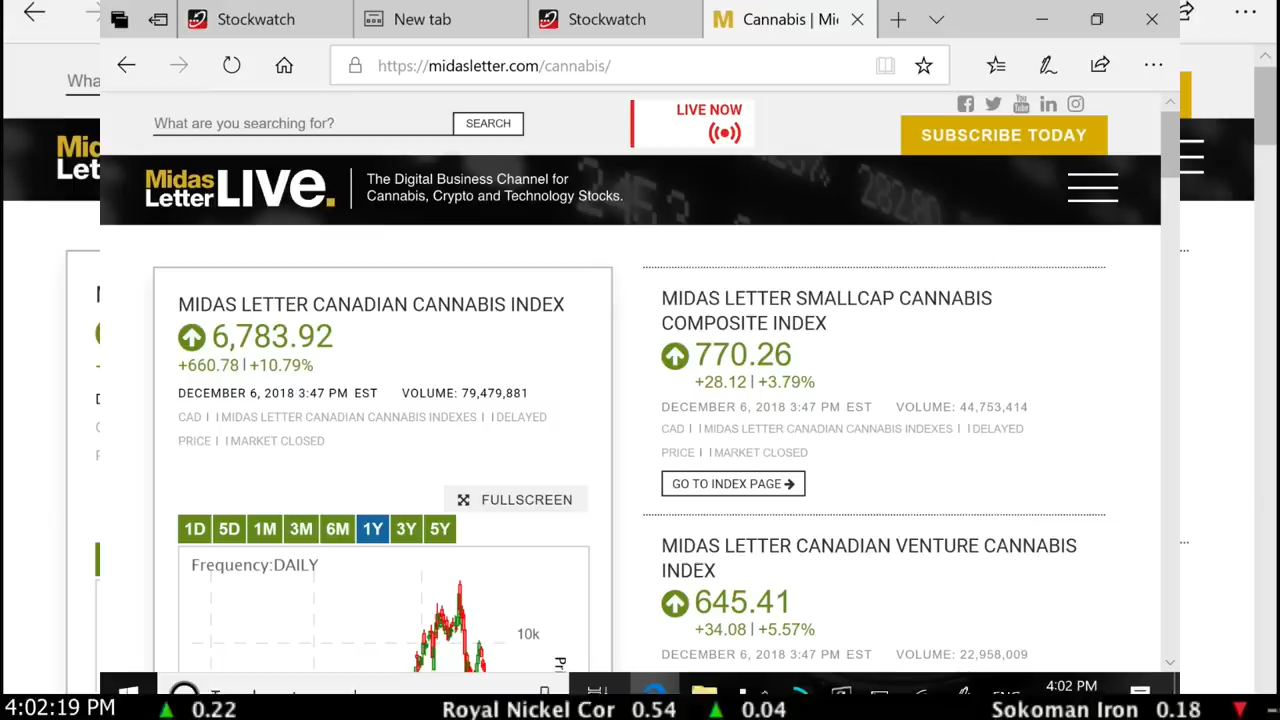 Stockwatch
New tab
Stockwatch
Cannabis | Mi
https://midasletter.com/cannabis/
What are you searching for?
SEARCH
LIVE NOW
SUBSCRIBE TODAY
Midas
Letter LIVE.
The Digital Business Channel for
Cannabis, Crypto and Technology Stocks.
MIDAS LETTER CANADIAN CANNABIS INDEX
6,783.92
+660.78 | +10.79%
DECEMBER 6, 2018 3:47 PM EST VOLUME: 79,479,881
CAD | | MIDAS LETTER CANADIAN CANNABIS INDEXES | | DELAYED
PRICE | | MARKET CLOSED
FULLSCREEN
1D 5D 1M 3M 6M 1Y 3Y 5Y
Frequency:DAILY
10k
MIDAS LETTER SMALLCAP CANNABIS
COMPOSITE INDEX
770.26
+28.12 | +3.79%
DECEMBER 6, 2018 3:47 PM EST VOLUME: 44,753,414
CAD | | MIDAS LETTER CANADIAN CANNABIS INDEXES | | DELAYED
PRICE | | MARKET CLOSED
GO TO INDEX PAGE
MIDAS LETTER CANADIAN VENTURE CANNABIS
INDEX
645.41
+34.08 | +5.57%
DECEMBER 6, 2018 3:47 PM EST VOLUME: 22,958,009
4:02 PM
4:02:19 PM 0.22 Royal Nickel Cor 0.54 0.04 Sokoman Iron 0.18